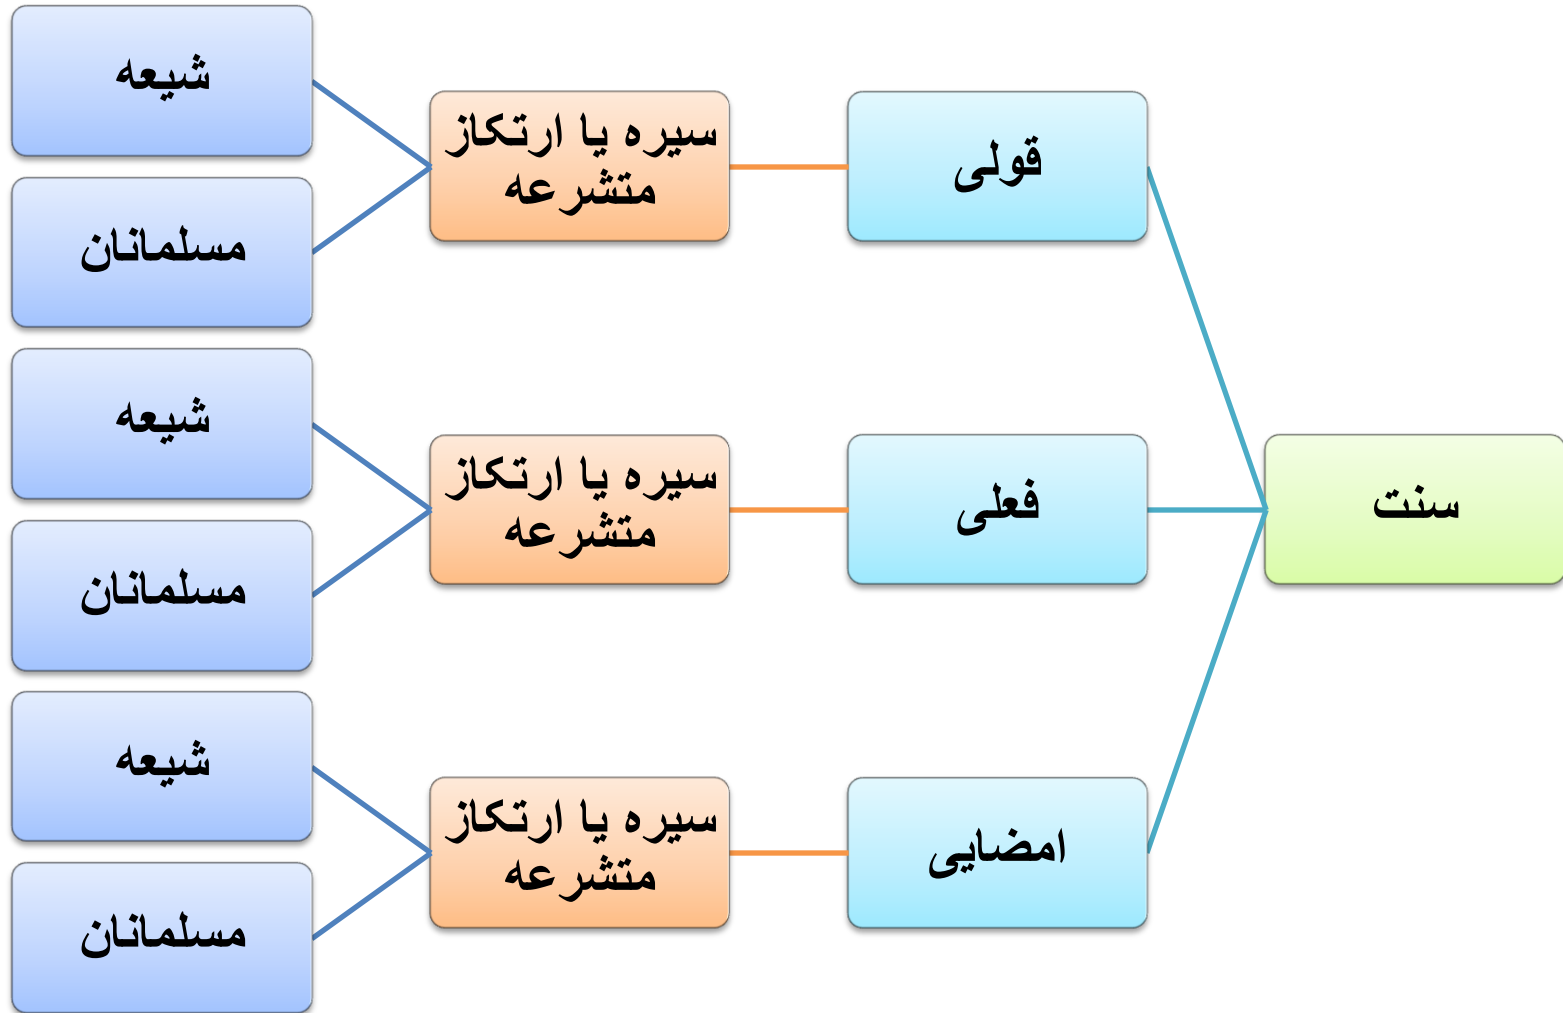 سنت
قولی
سیره یا ارتکاز
متشرعه
شیعه
مسلمانان
فعلی
سیره یا ارتکاز
متشرعه
شیعه
مسلمانان
امضایی
سیره یا ارتکاز
متشرعه
شیعه
مسلمانان